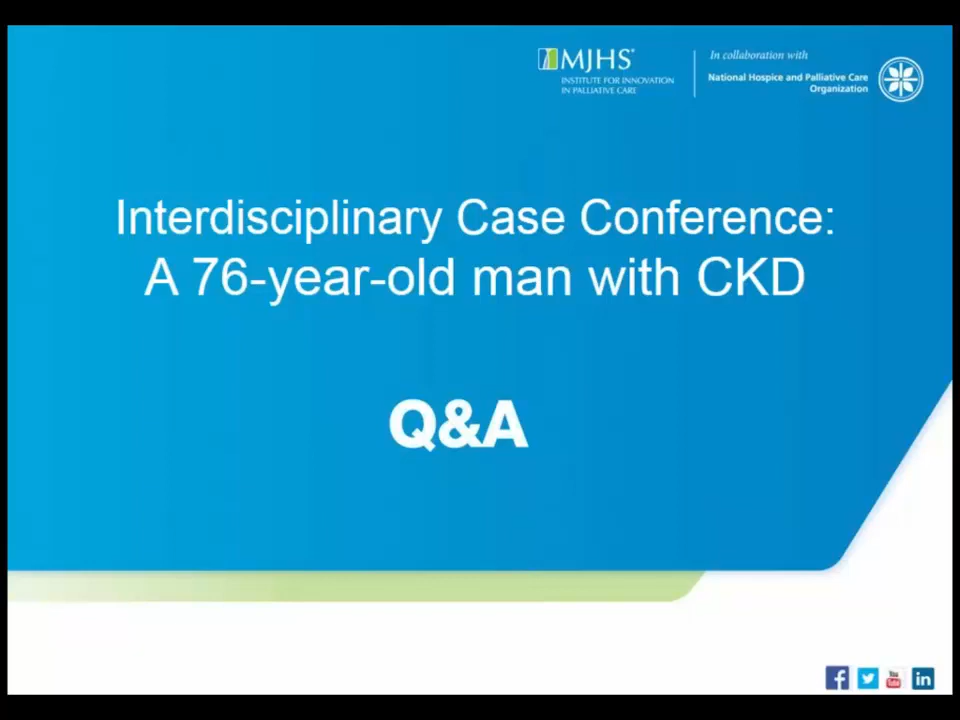 MJHS
INSTITUTE FOR INNOVATION
IN PALLIATIVE CARE
In collaboration with
National Hospice and Palliative Care
Organization
Interdisciplinary Case Conference:
A 76-year-old man with CKD
Q&A